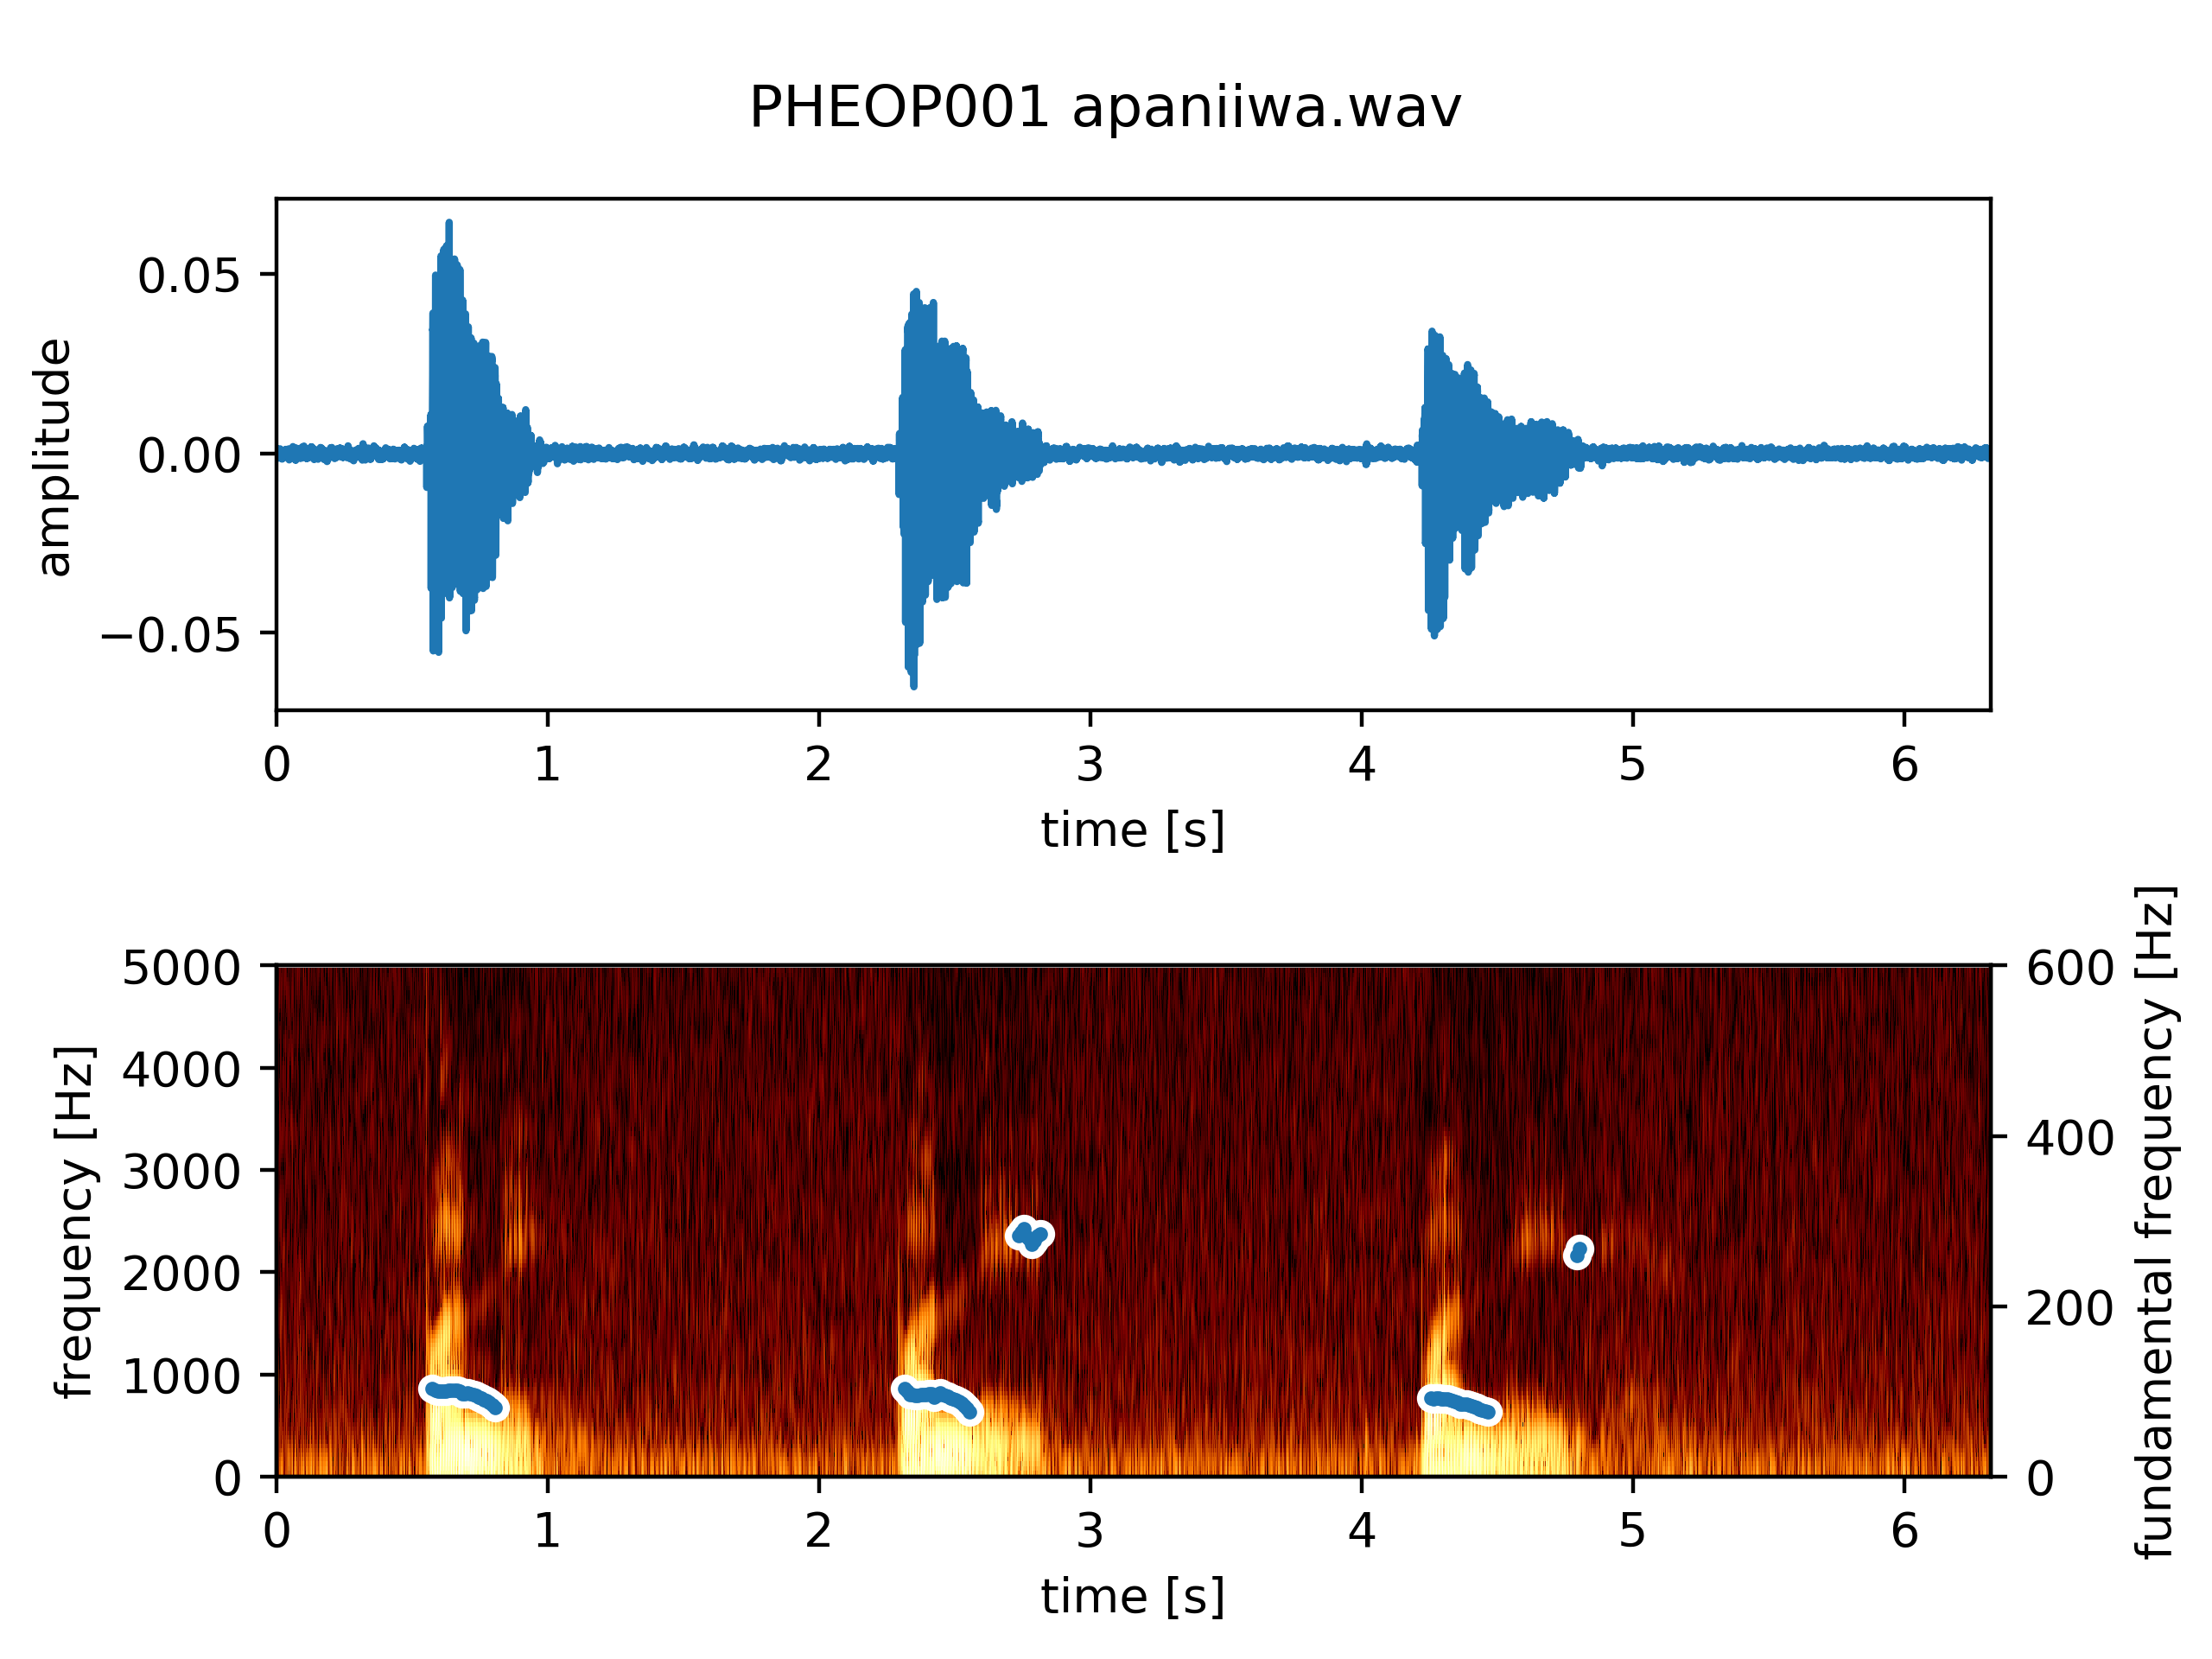 PHEOP001 apaniiwa.wav
0.05
0.00
−0.05
amplitude
0 1 2 3 4 5 6
time [s]
5000
4000
3000
2000
1000
0
frequency [Hz]
600
400
200
0
fundamental frequency [Hz]
0 1 2 3 4 5 6
time [s]